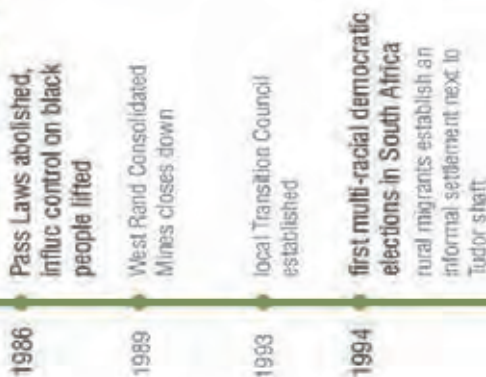 1986
Pass Laws abolished,
influc control on black
people lifted
1989
West Rand Consolidated
Mines closes down
1993
local Transition Council
established
1994
first multi-racial democratic
elections in South Africa
rural migrants establish an
informal settlement next to
Tudor shaft